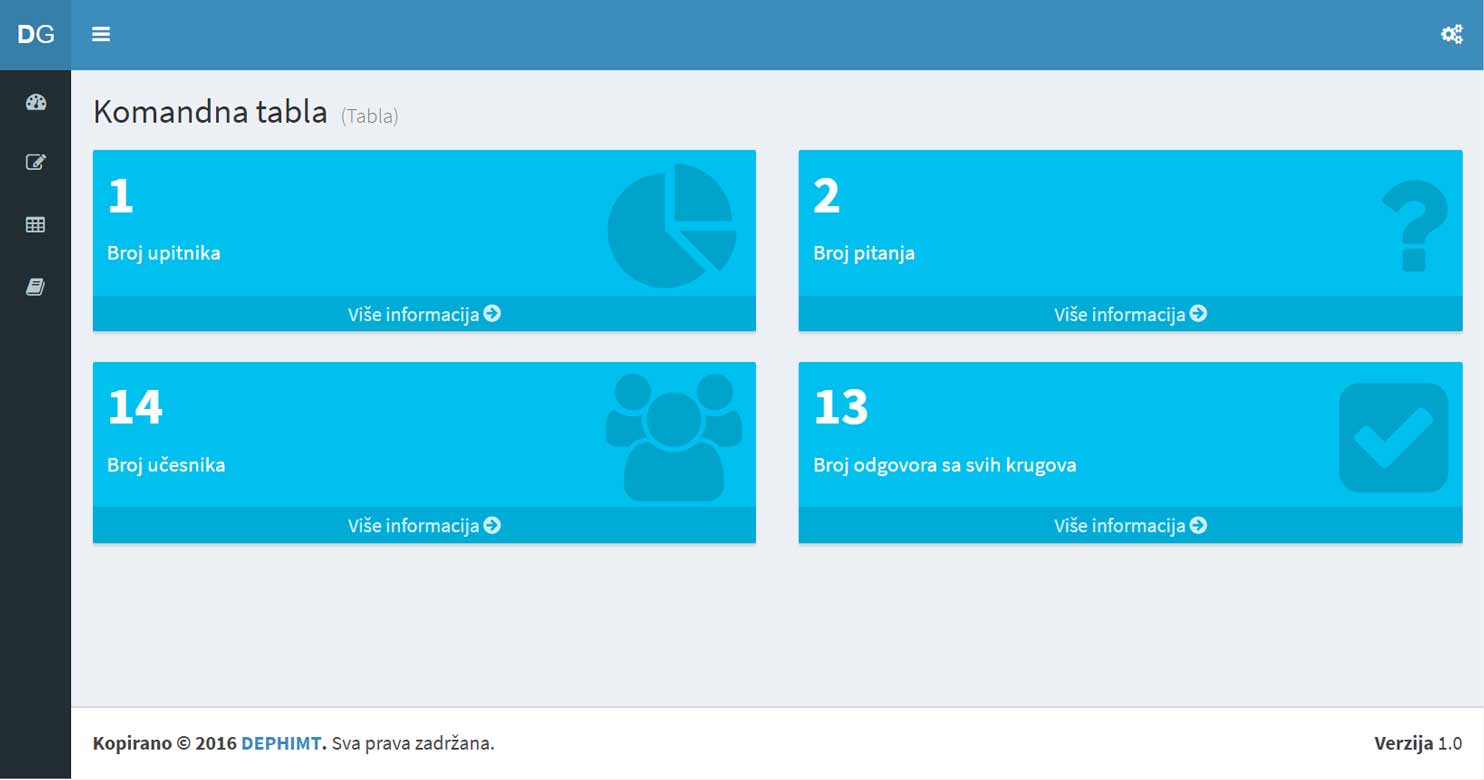 DG
Komandna tabla (Tabla)
1
Broj upitnika
Više informacija
2
Broj pitanja
Više informacija
14
Broj učesnika
Više informacija
13
Broj odgovora sa svih krugova
Više informacija
Kopirano © 2016 DEPHIMT. Sva prava zadržana.
Verzija 1.0